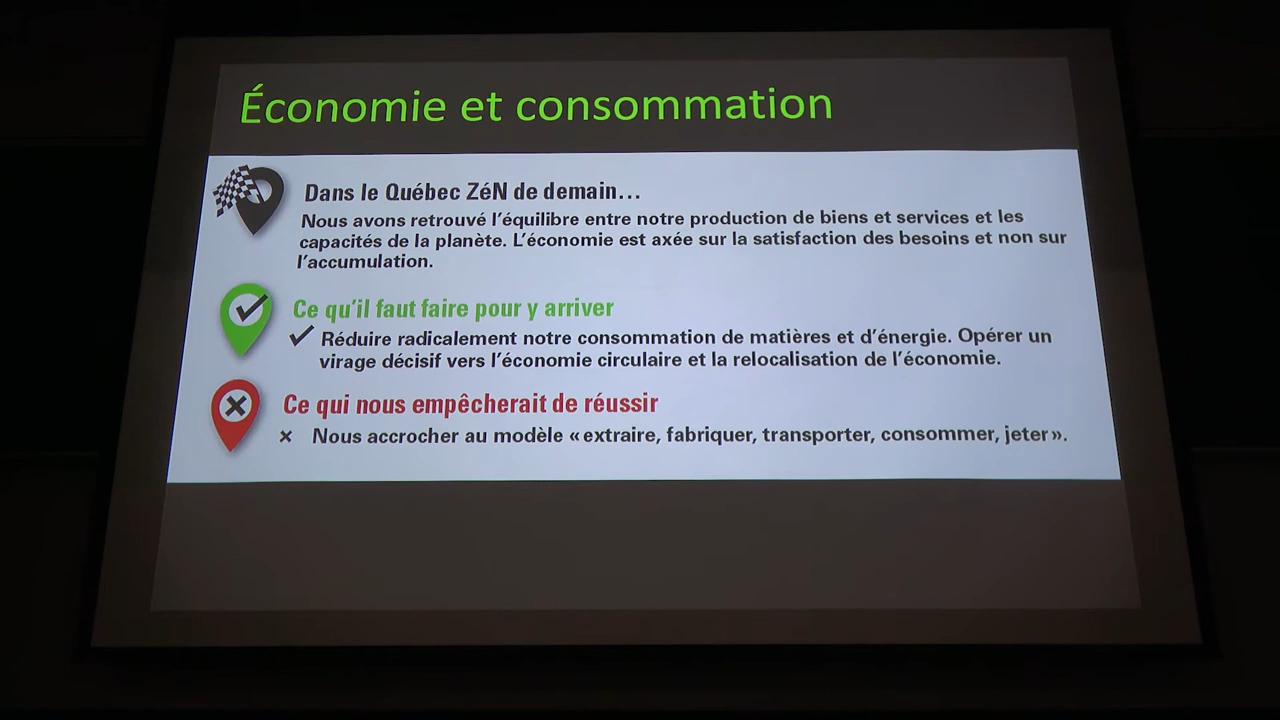 Économie et consommation
Dans le Québec ZéN de demain…
Nous avons retrouvé l'équilibre entre notre production de biens et services et les
capacités de la planète. L'économie est axée sur la satisfaction des besoins et non sur
l'accumulation.
Ce qu'il faut faire pour y arriver
✓ Réduire radicalement notre consommation de matières et d'énergie. Opérer un
virage décisif vers l'économie circulaire et la relocalisation de l'économie.
Ce qui nous empêcherait de réussir
× Nous accrocher au modèle « extraire, fabriquer, transporter, consommer, jeter ».